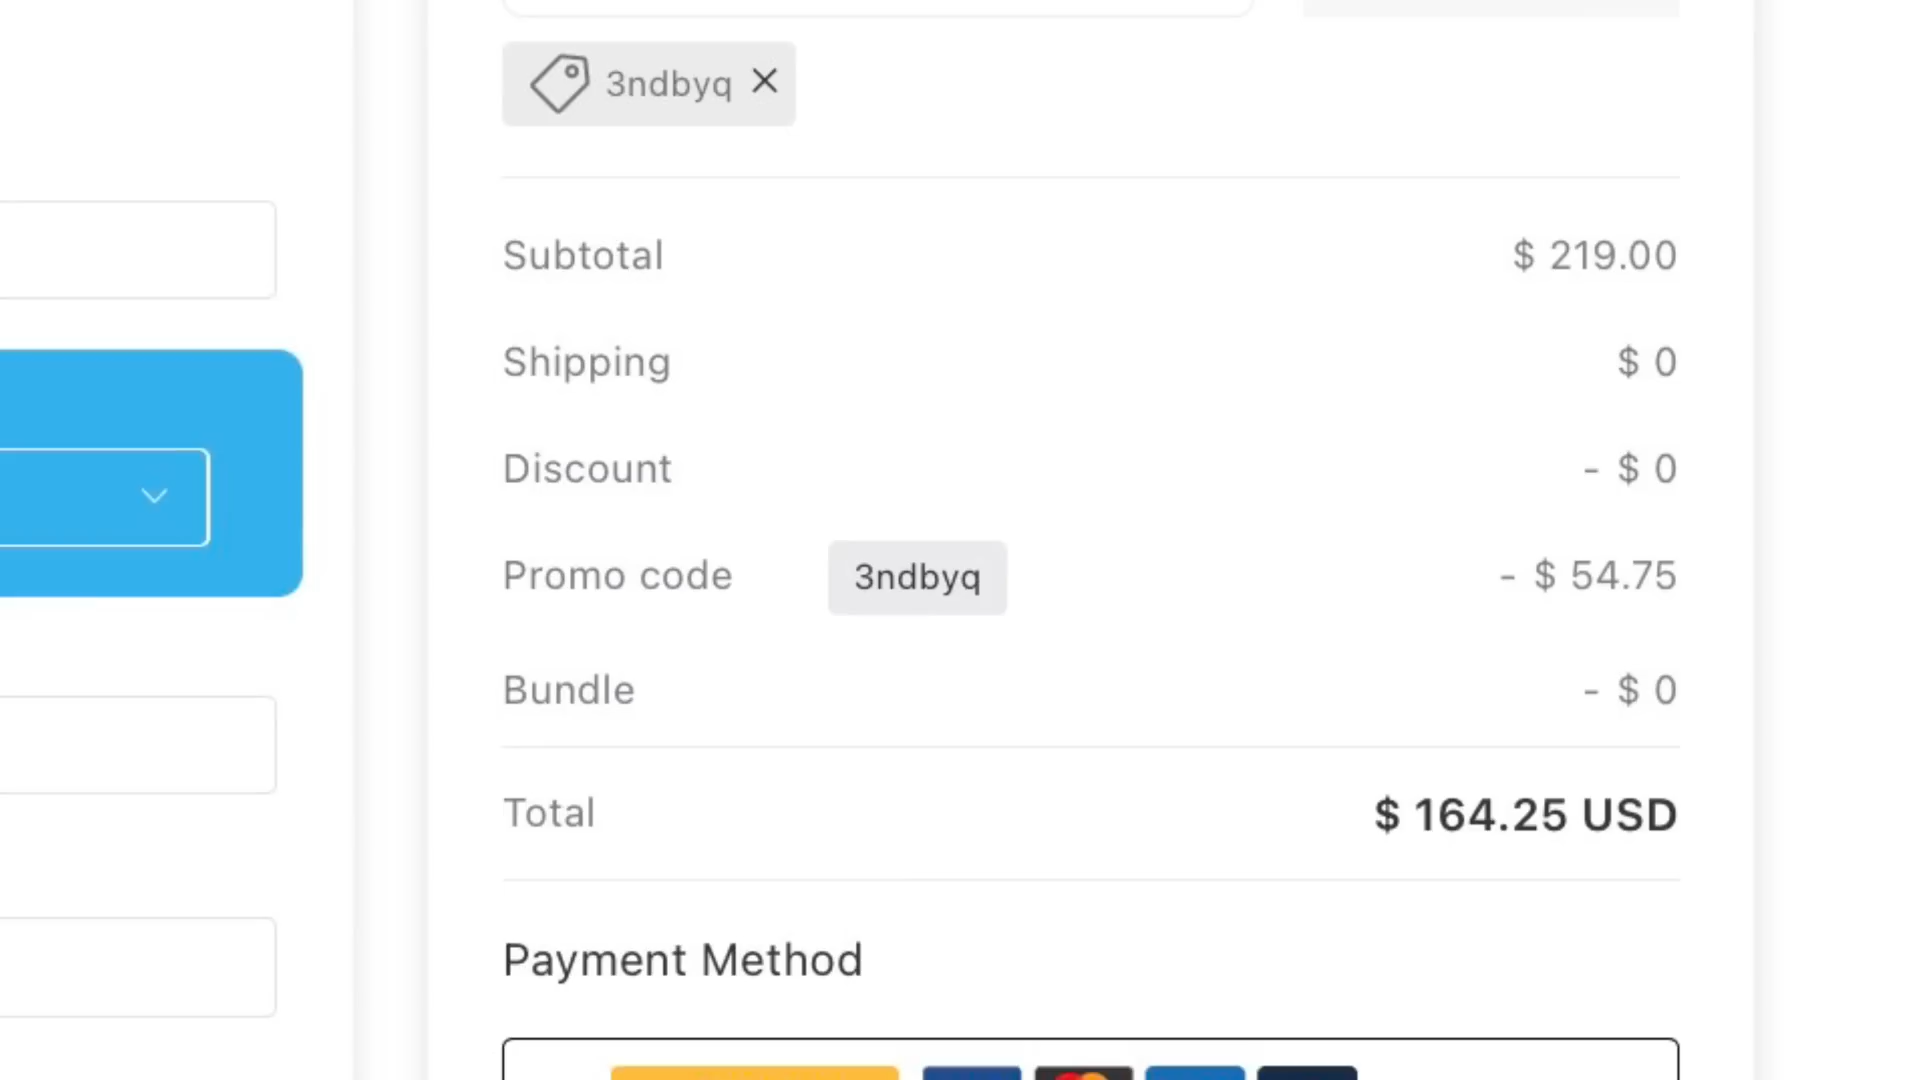 3ndbyq
Subtotal $ 219.00
Shipping $ 0
Discount - $ 0
Promo code 3ndbyq - $ 54.75
Bundle - $ 0
Total $ 164.25 USD
Payment Method